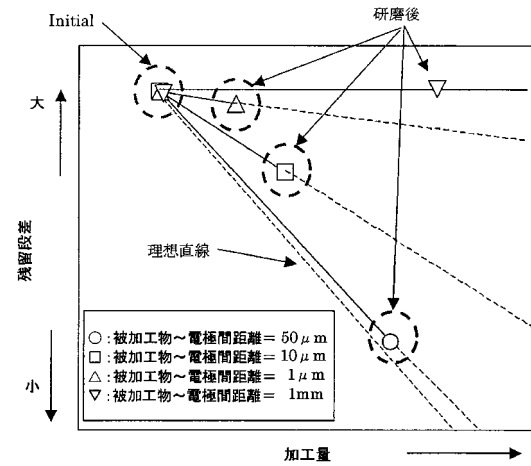 Initial
研磨後
大
残留段差
小
理想直線
○:被加工物~電極間距離= 50μm
□:被加工物~電極間距離= 10μm
△:被加工物~電極間距離= 1μm
▽:被加工物~電極間距離= 1mm
加工量